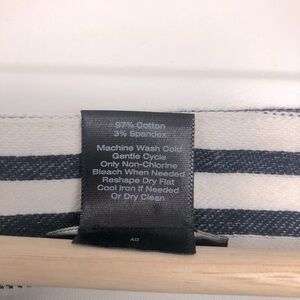 97% Cotton
3% Spandex
Machine Wash Cold
Gentle Cycle
Only Non-Chlorine
Bleach When Needed
Reshape Dry Flat
Cool Iron If Needed
Or Dry Clean